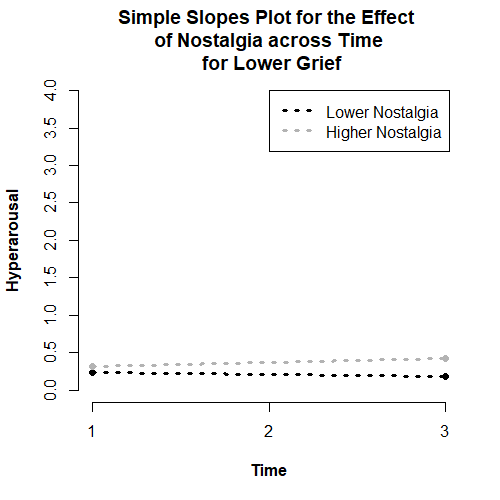 Simple Slopes Plot for the Effect
of Nostalgia across Time
for Lower Grief
Lower Nostalgia
Higher Nostalgia
Hyperarousal
4.0
3.5
3.0
2.5
2.0
1.5
1.0
0.5
0.0
1 2 3
Time